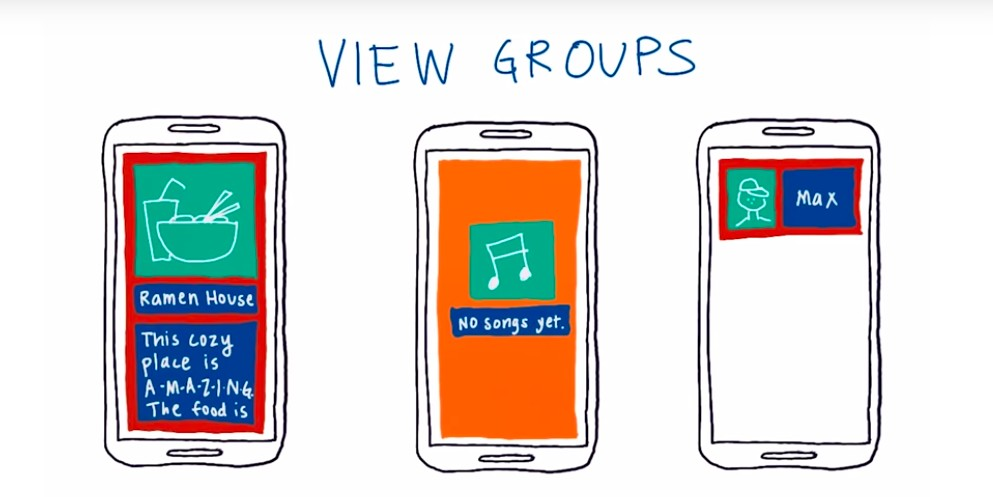 VIEW GROUPS
Ramen House
This cozy
place is
A-M-A-Z-I-N-G.
The food is
No songs yet.
Max